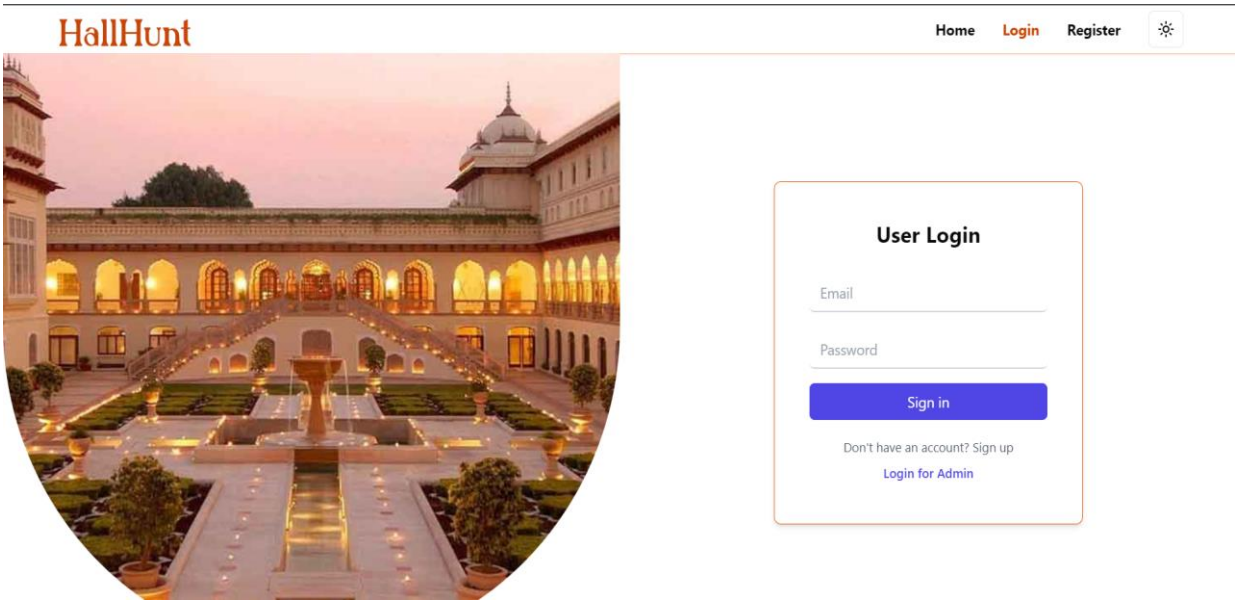 HallHunt
Home Login Register
User Login
Email
Password
Sign in
Don't have an account? Sign up
Login for Admin